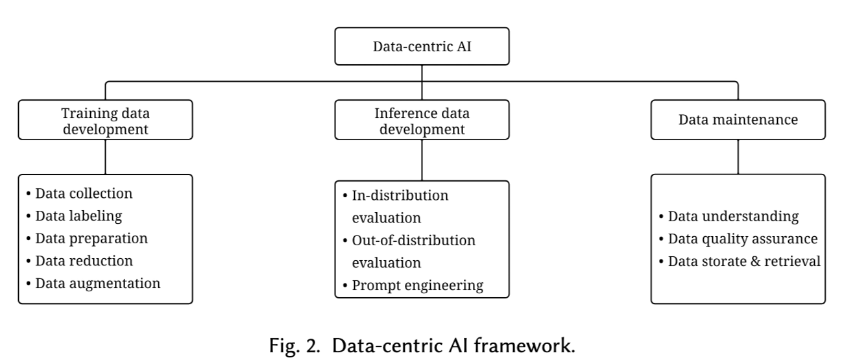 Data-centric AI
Training data
development
Inference data
development
Data maintenance
• Data collection
• Data labeling
• Data preparation
• Data reduction
• Data augmentation
• In-distribution
evaluation
• Out-of-distribution
evaluation
• Prompt engineering
• Data understanding
• Data quality assurance
• Data storate & retrieval
Fig. 2. Data-centric AI framework.